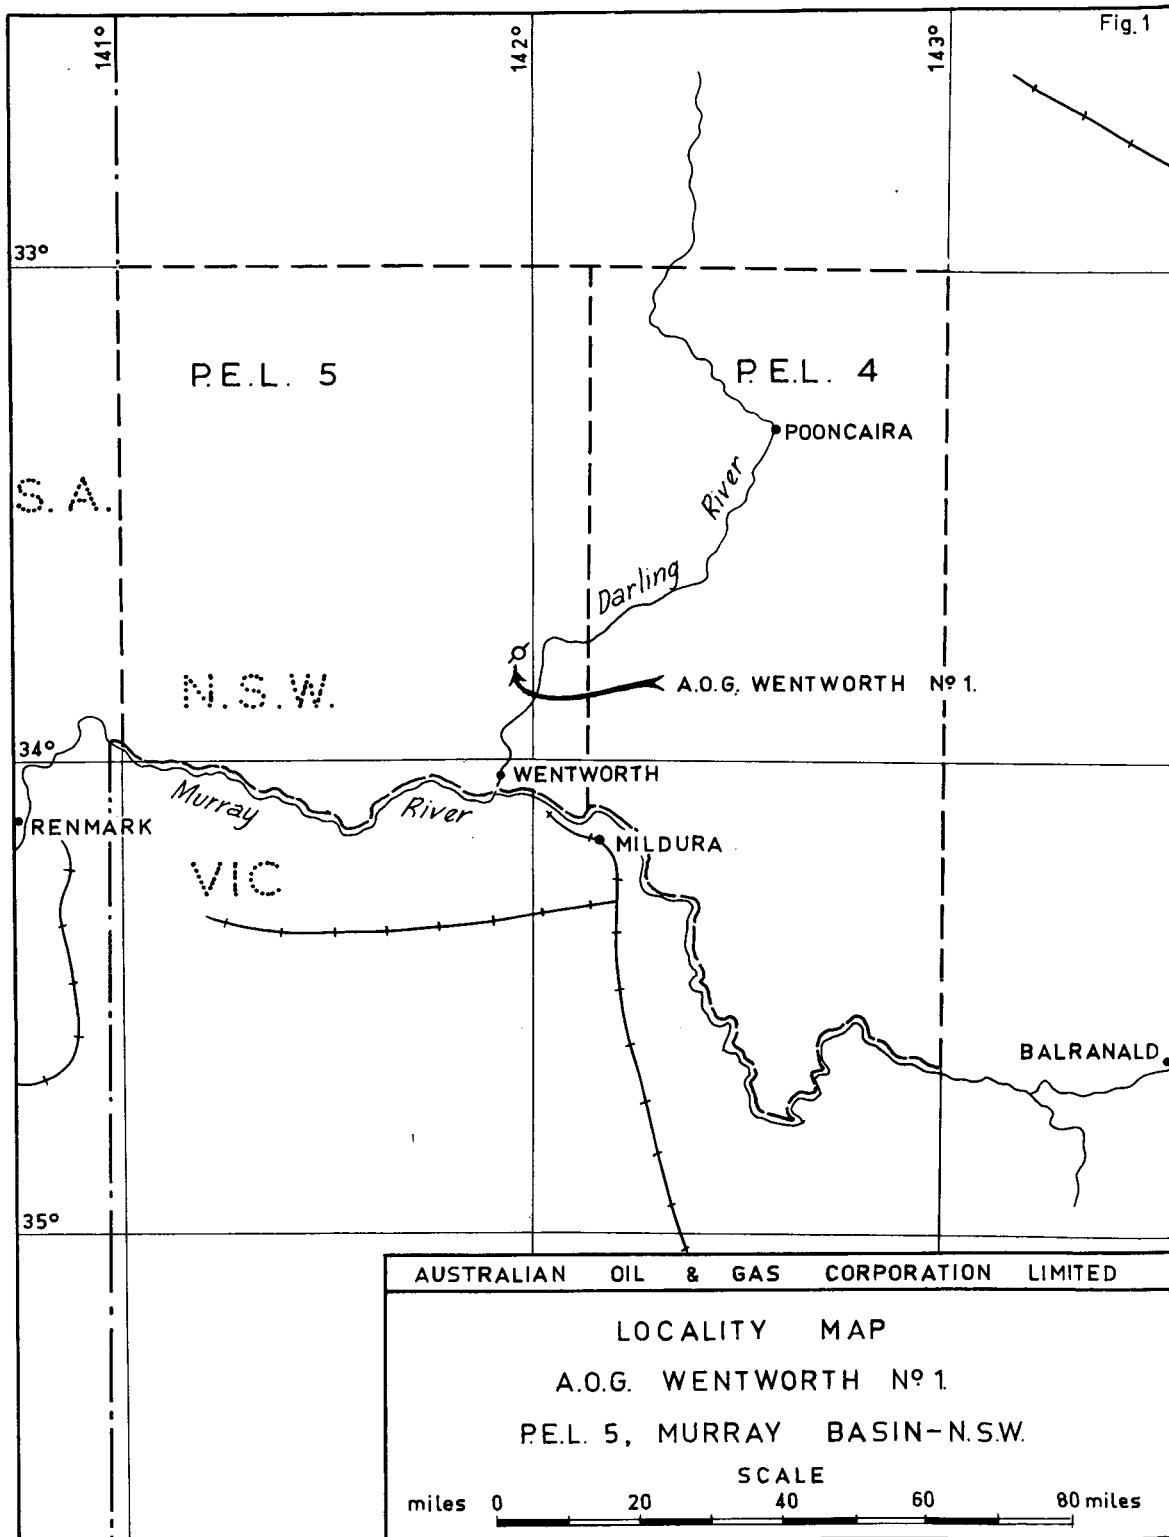 Fig. 1
141°
142°
143°
33°
P.E.L. 5
P.E.L. 4
POONCAIRA
S.A.
River
Darling
N.S.W.
A.O.G. WENTWORTH Nº 1.
34°
WENTWORTH
Murray
River
RENMARK
MILDURA
VIC
BALRANALD
35°
AUSTRALIAN OIL & GAS CORPORATION LIMITED
LOCALITY MAP
A.O.G. WENTWORTH Nº 1.
P.E.L. 5, MURRAY BASIN-N.S.W.
SCALE
miles 0 20 40 60 80 miles